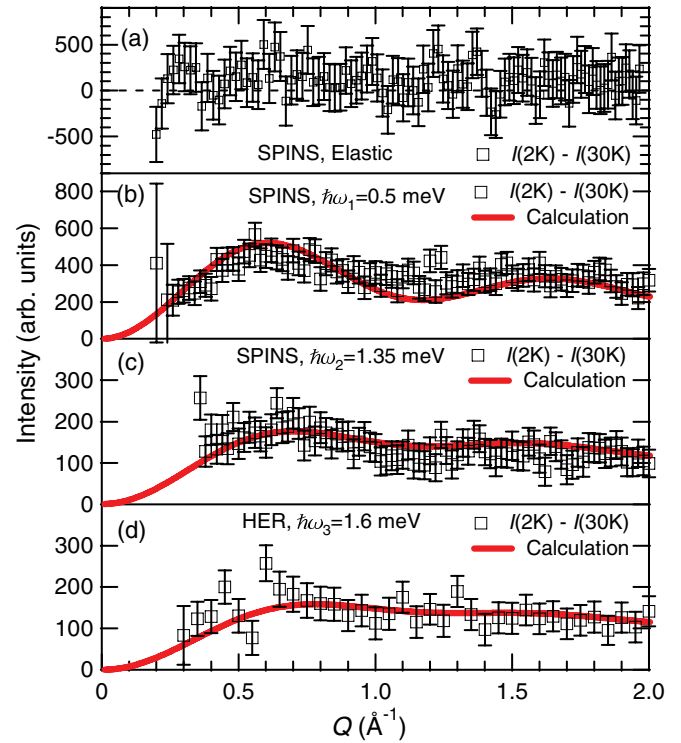 (a)
500
0
-500
SPINS, Elastic
I(2K) - I(30K)
(b)
SPINS, ℏω1=0.5 meV
I(2K) - I(30K)
Calculation
800
600
400
200
0
(c)
SPINS, ℏω2=1.35 meV
I(2K) - I(30K)
Calculation
300
200
100
0
(d)
HER, ℏω3=1.6 meV
I(2K) - I(30K)
Calculation
300
200
100
0
0 0.5 1.0 1.5 2.0
Q (Å⁻¹)
Intensity (arb. units)